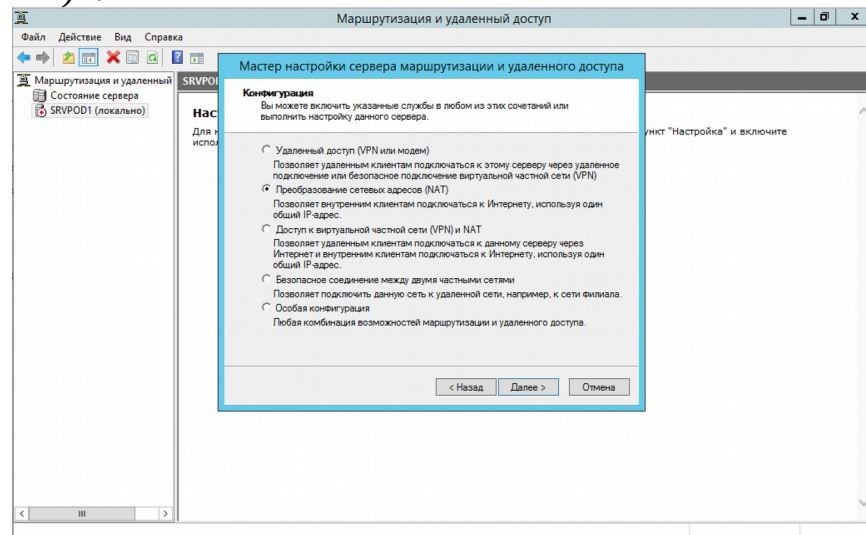 Маршрутизация и удаленный доступ
Файл Действие Вид Справка
Маршрутизация и удаленный
Состояние сервера
SRVPOD1 (локально)
SRVPO
Мастер настройки сервера маршрутизации и удаленного доступа
Конфигурация
Вы можете включить указанные службы в любом из этих сочетаний или
выполнить настройку данного сервера.
Нас
Для н
ункт "Настройка" и включите
испол
Удаленный доступ (VPN или модем)
Позволяет удаленным клиентам подключаться к этому серверу через удаленное
подключение или безопасное подключение виртуальной частной сети (VPN)
Преобразование сетевых адресов (NAT)
Позволяет внутренним клиентам подключаться к Интернету, используя один
общий IP-адрес.
Доступ к виртуальной частной сети (VPN) и NAT
Позволяет удаленным клиентам подключаться к данному серверу через
Интернет и внутренним клиентам подключаться к Интернету, используя один
общий IP-адрес.
Безопасное соединение между двумя частными сетями
Позволяет подключить данную сеть к удаленной сети, например, к сети филиала.
Особая конфигурация
Любая комбинация возможностей маршрутизации и удаленного доступа.
< Назад Далее > Отмена